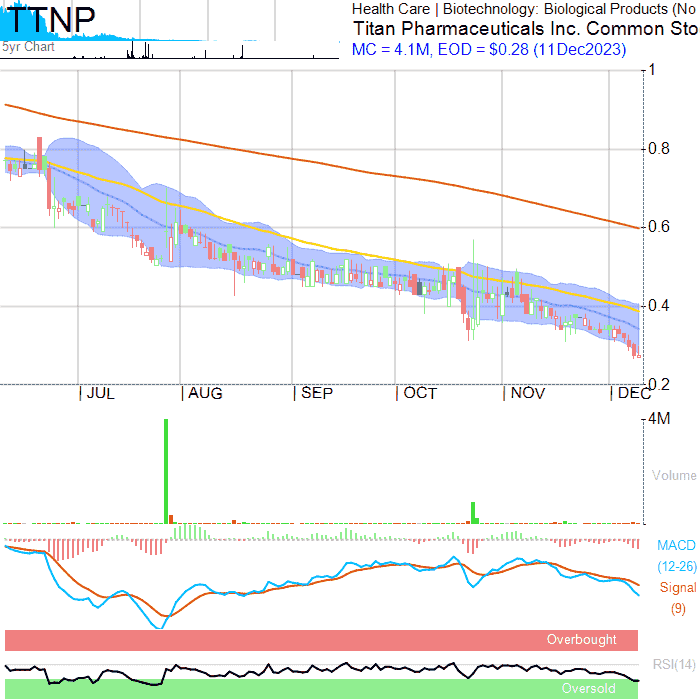 TTNP
5yr Chart
Health Care | Biotechnology: Biological Products (No
Titan Pharmaceuticals Inc. Common Sto
MC = 4.1M, EOD = $0.28 (11Dec2023)
1
0.8
0.6
0.4
0.2
JUL AUG SEP OCT NOV DEC
4M
Volume
MACD
(12-26)
Signal
(9)
Overbought
RSI(14)
Oversold